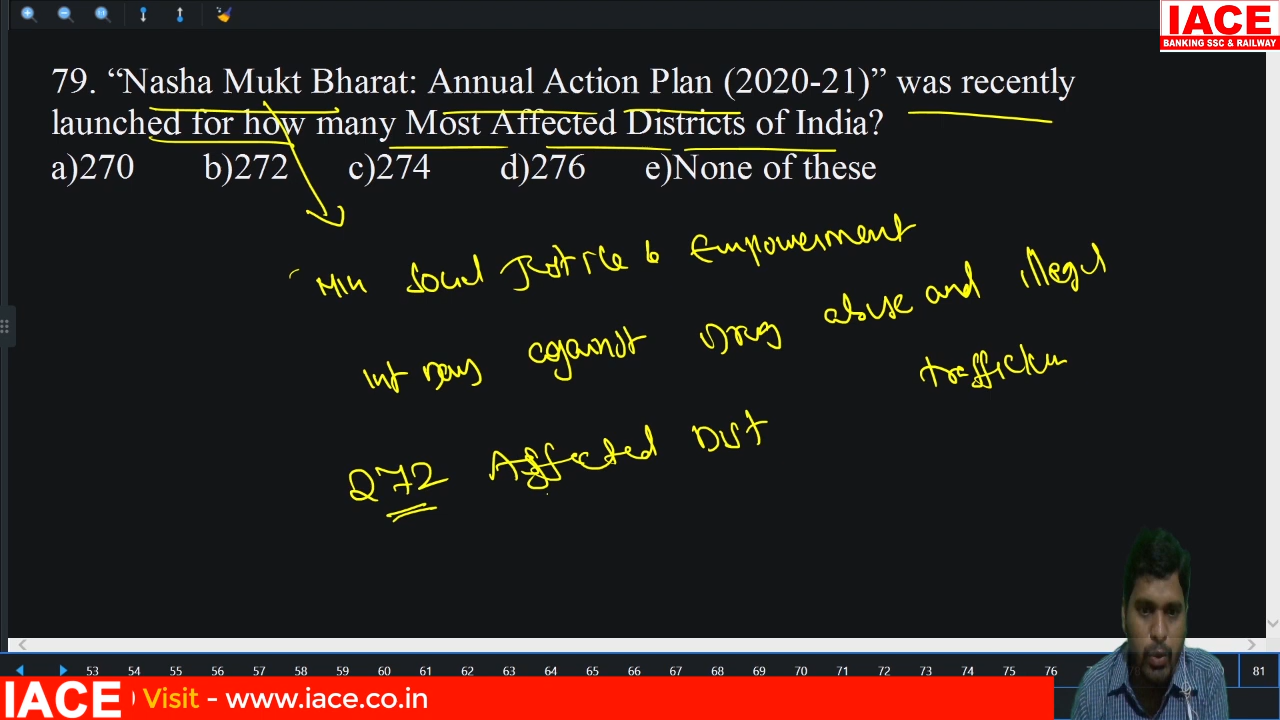 IACE
BANKING SSC & RAILWAY
79. “Nasha Mukt Bharat: Annual Action Plan (2020-21)” was recently
launched for how many Most Affected Districts of India?
a)270 b)272 c)274 d)276 e)None of these
Min Social Justice & Empowerment
Int Day against Drug abuse and illegal
trafficking
272 Affected Dist
53 54 55 56 57 58 59 60 61 62 63 64 65 66 67 68 69 70 71 72 73 74 75 76 81
IACE Visit - www.iace.co.in